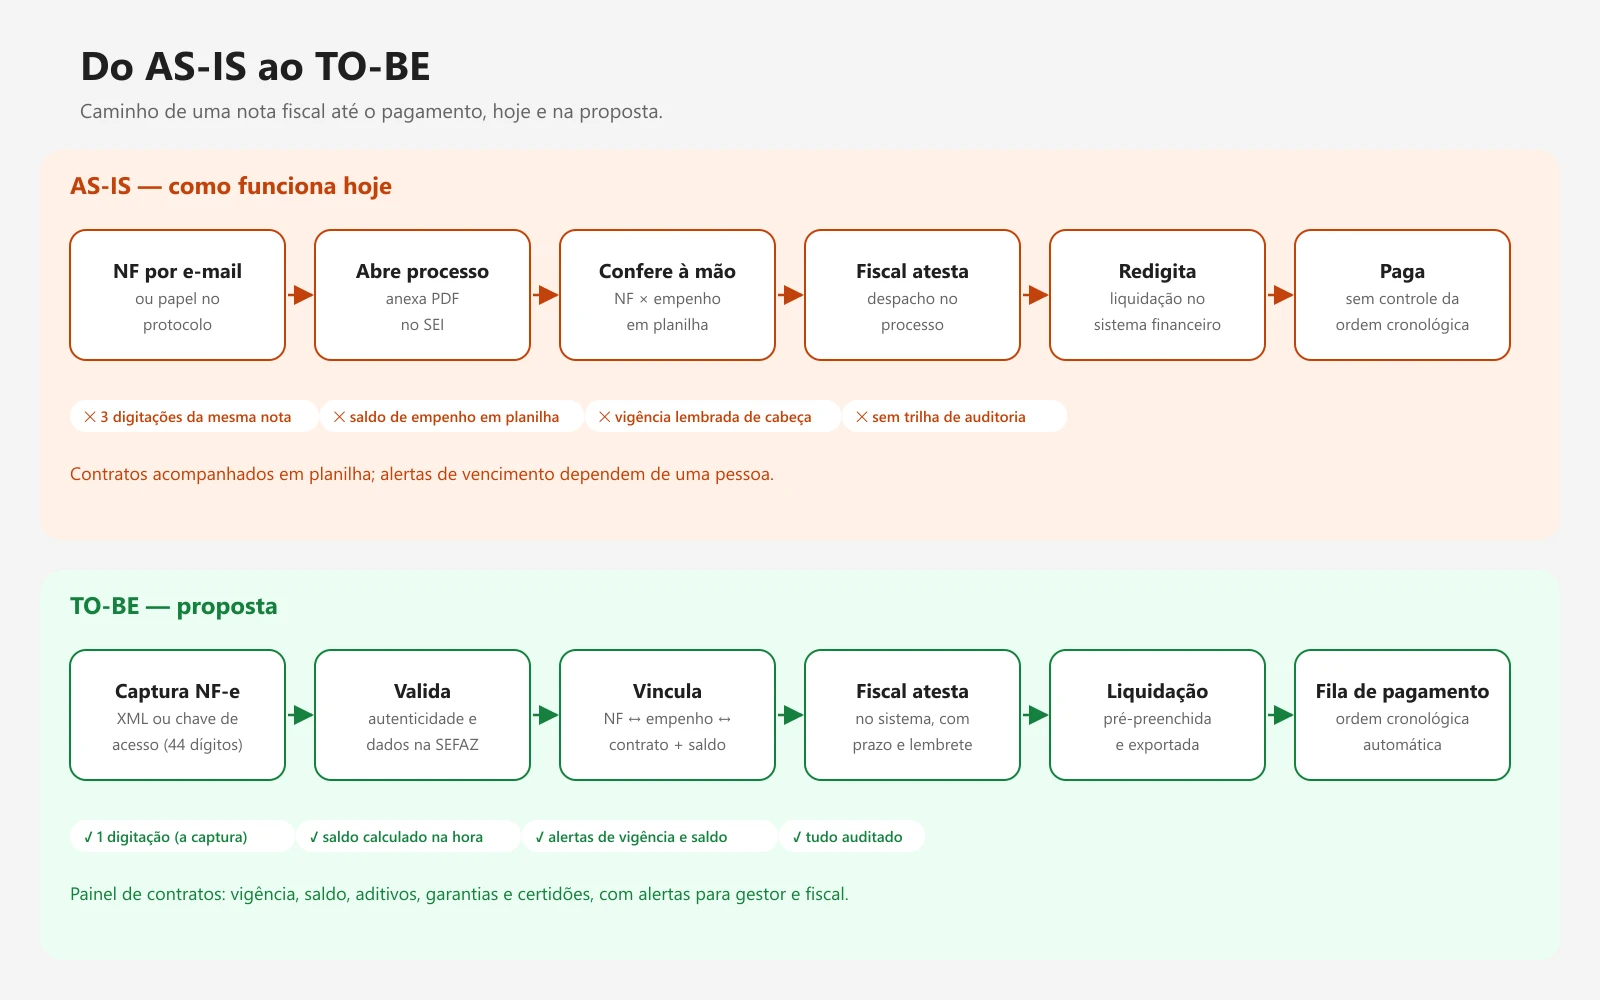 Do AS-IS ao TO-BE
Caminho de uma nota fiscal até o pagamento, hoje e na proposta.
AS-IS — como funciona hoje
NF por e-mail
ou papel no
protocolo
Abre processo
anexa PDF
no SEI
Confere à mão
NF × empenho
em planilha
Fiscal atesta
despacho no
processo
Redigita
liquidação no
sistema financeiro
Paga
sem controle da
ordem cronológica
✕ 3 digitações da mesma nota
✕ saldo de empenho em planilha
✕ vigência lembrada de cabeça
✕ sem trilha de auditoria
Contratos acompanhados em planilha; alertas de vencimento dependem de uma pessoa.
TO-BE — proposta
Captura NF-e
XML ou chave de
acesso (44 dígitos)
Valida
autenticidade e
dados na SEFAZ
Vincula
NF ↔ empenho ↔
contrato + saldo
Fiscal atesta
no sistema, com
prazo e lembrete
Liquidação
pré-preenchida
e exportada
Fila de pagamento
ordem cronológica
automática
✓ 1 digitação (a captura)
✓ saldo calculado na hora
✓ alertas de vigência e saldo
✓ tudo auditado
Painel de contratos: vigência, saldo, aditivos, garantias e certidões, com alertas para gestor e fiscal.